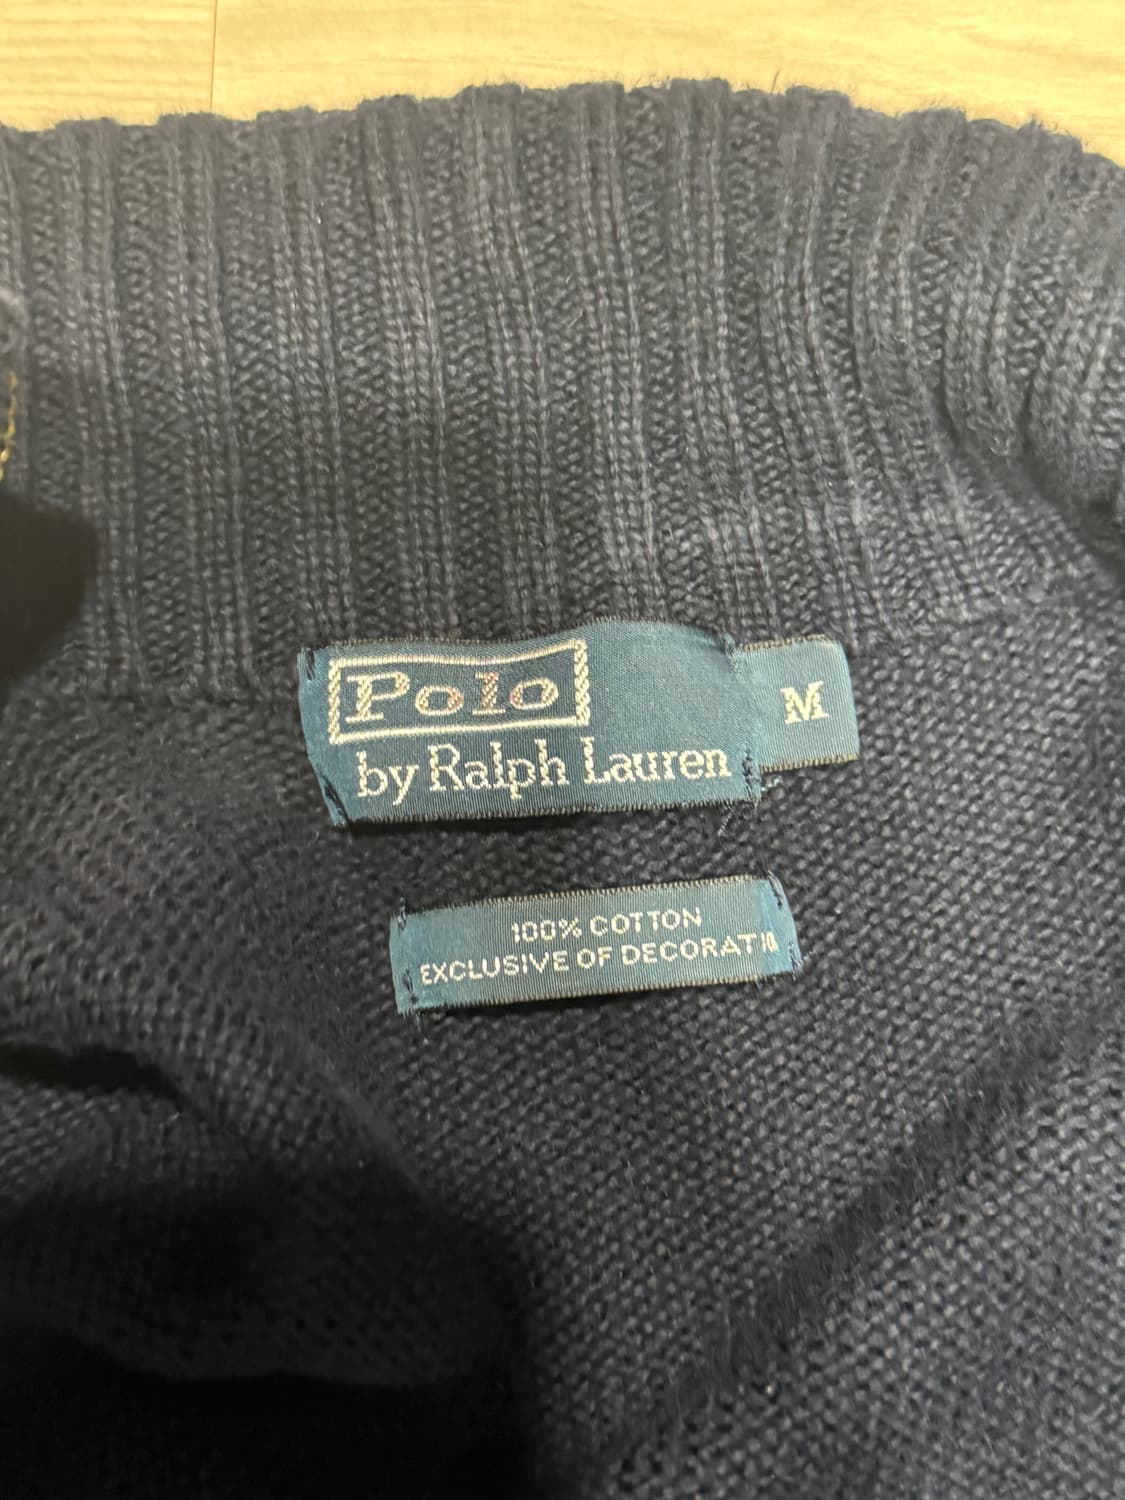 Polo
by Ralph Lauren
M
100% COTTON
EXCLUSIVE OF DECORATIO